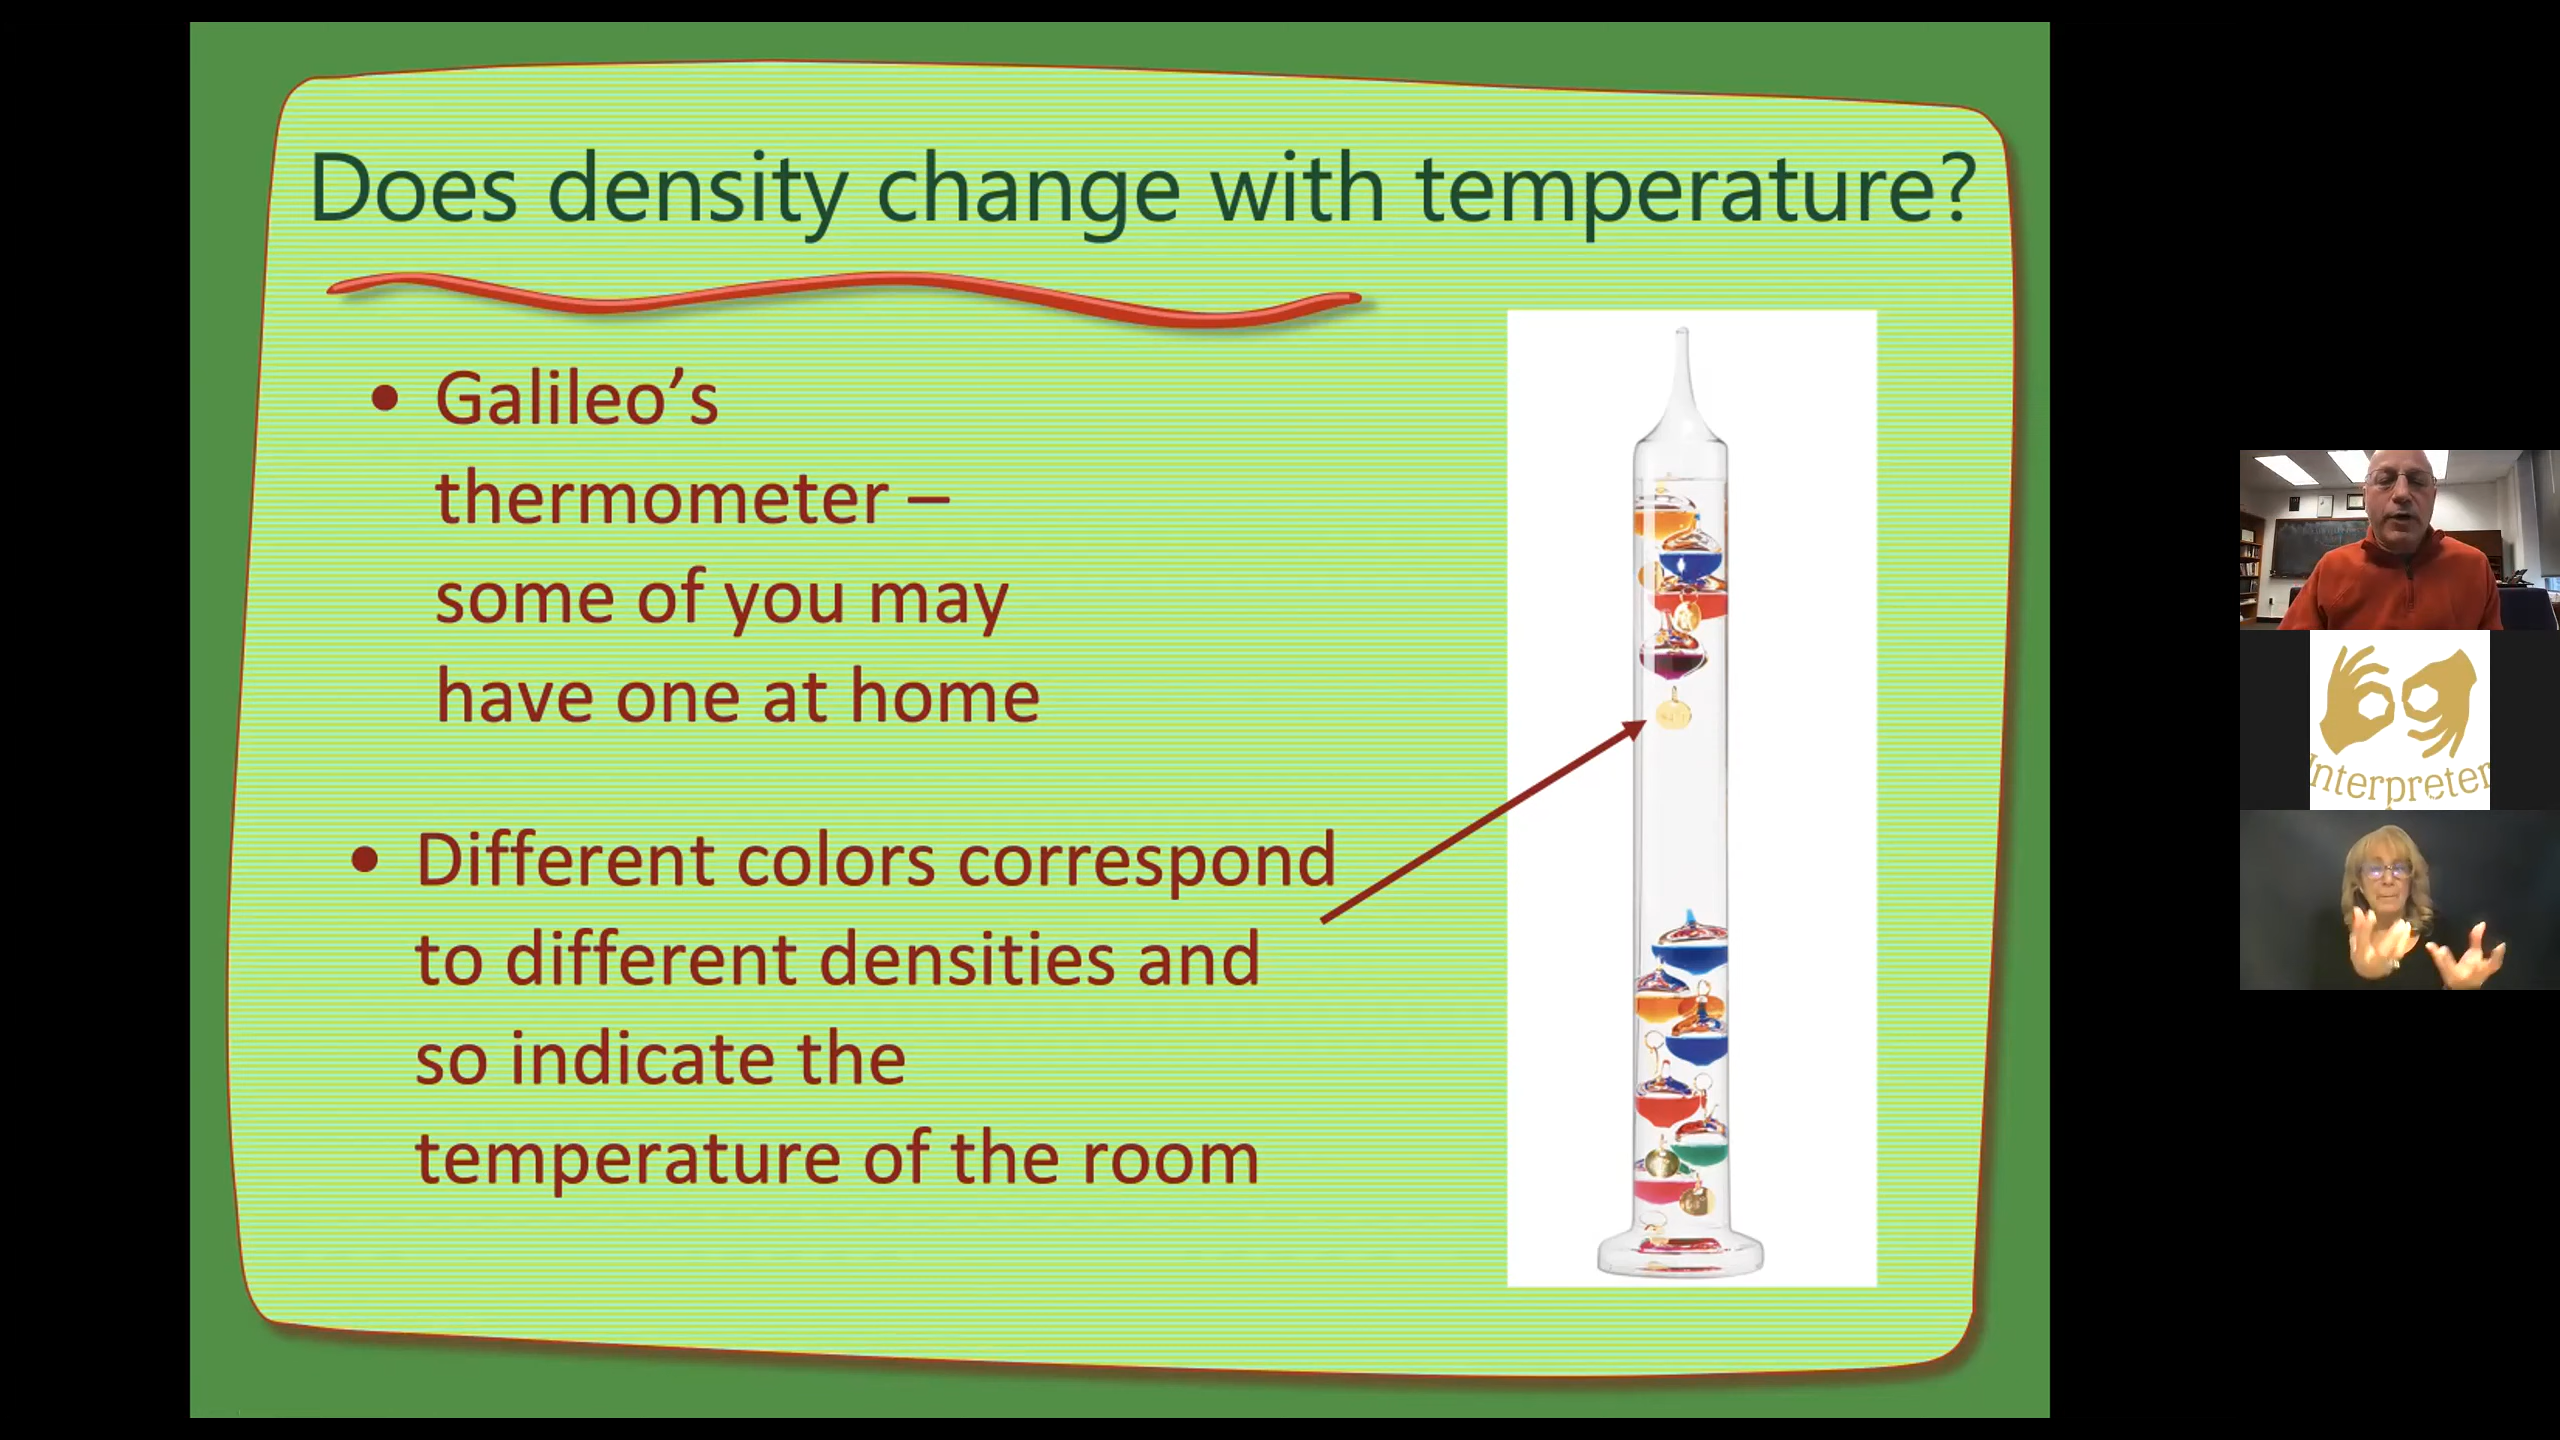 Does density change with temperature?
• Galileo’s
thermometer –
some of you may
have one at home
• Different colors correspond
to different densities and
so indicate the
temperature of the room
Interpreter